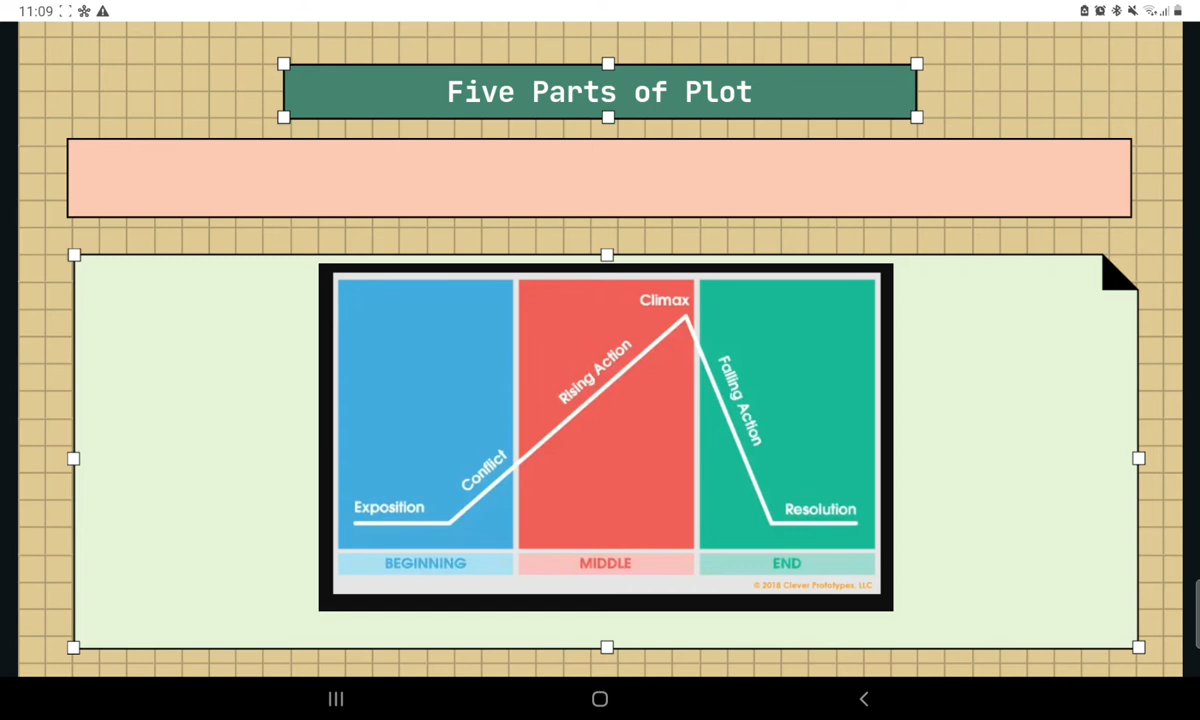 11:09
Five Parts of Plot
Climax
Rising Action
Falling Action
Conflict
Exposition
Resolution
BEGINNING
MIDDLE
END
© 2018 Clever Prototypes, LLC